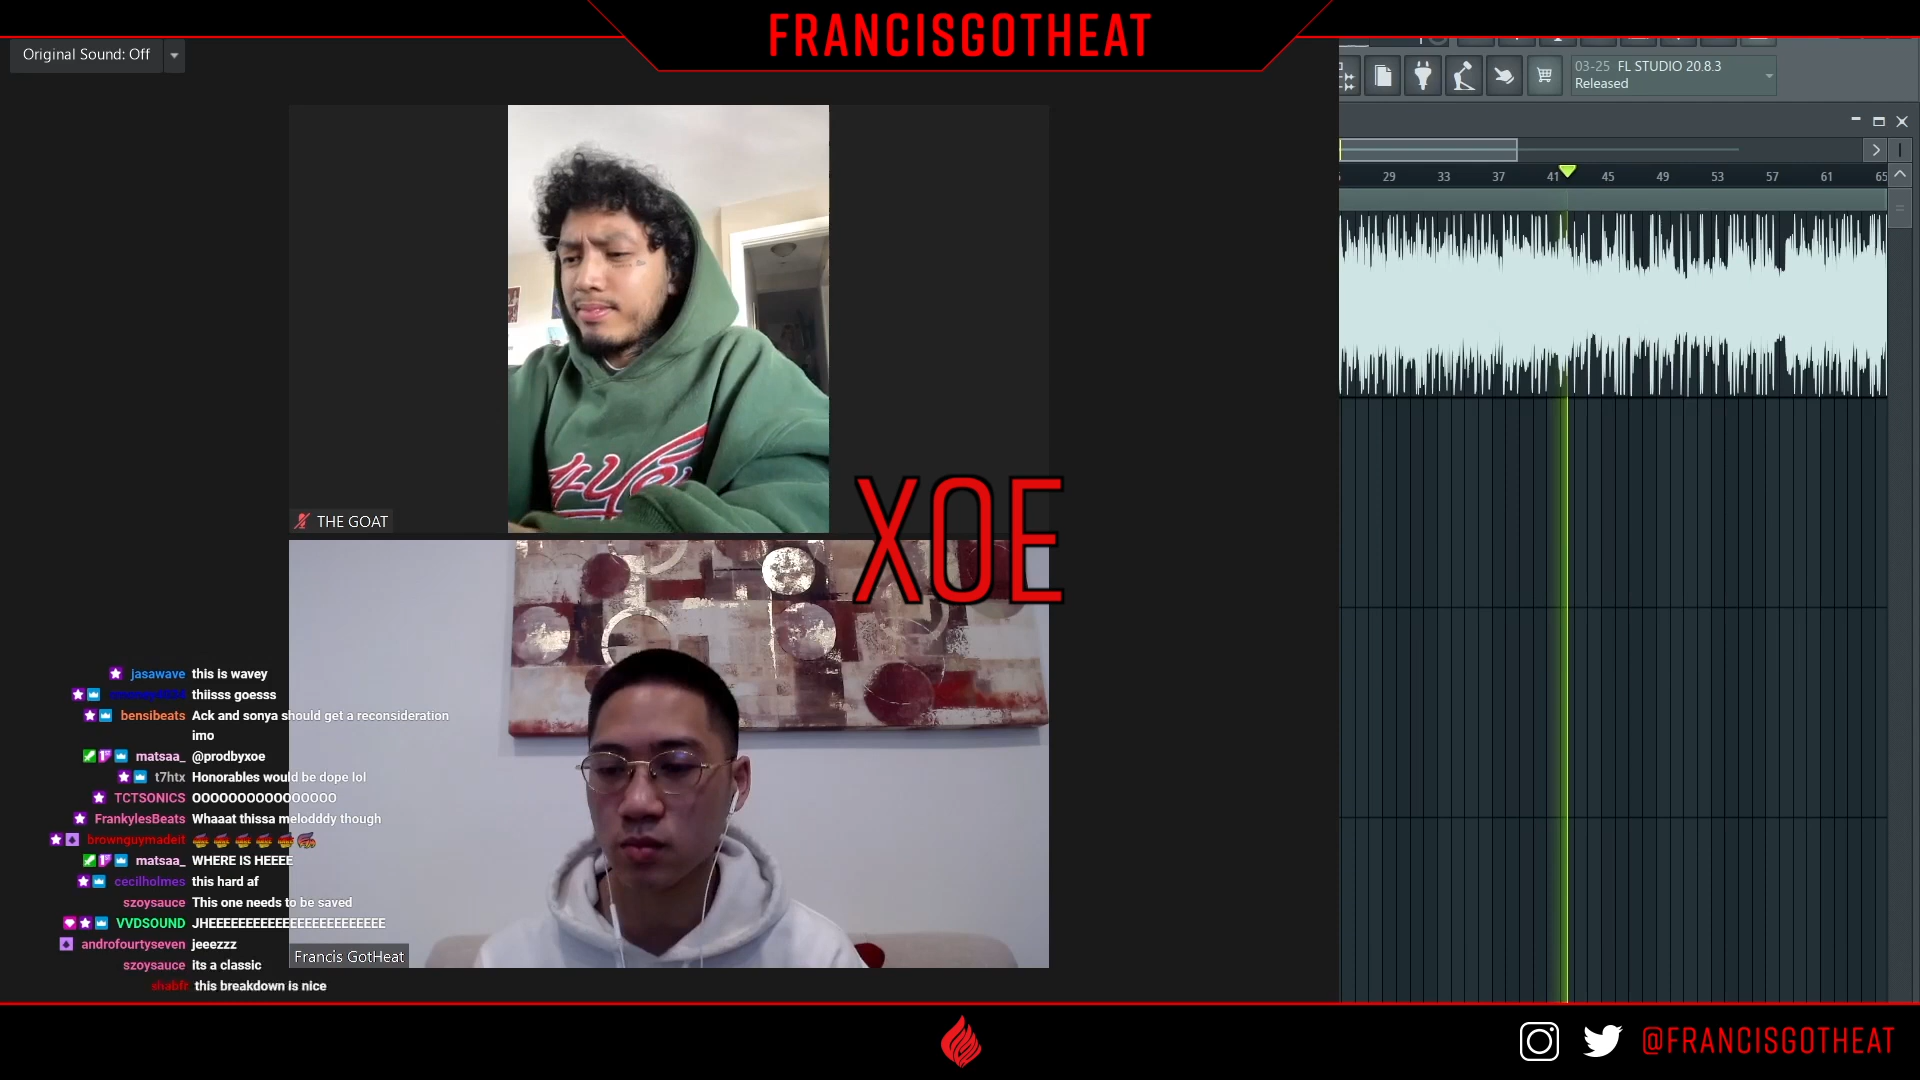 FRANCISGOTHEAT
Original Sound: Off
03-25 FL STUDIO 20.8.3
Released
29 33 37 41 45 49 53 57 61 65
THE GOAT
XOE
jasawave this is wavey
thiisss goesss
bensibeats Ack and sonya should get a reconsideration
imo
matsaa_ @prodbyxoe
t7htx Honorables would be dope lol
TCTSONICS OOOOOOOOOOOOOOOOO
FrankylesBeats Whaaat thissa melodddy though
brownguymadeit
matsaa_ WHERE IS HEEEE
cecilholmes this hard af
szoysauce This one needs to be saved
VVDSOUND JHEEEEEEEEEEEEEEEEEEEEEEEE
androfourtyseven jeeezzz
szoysauce its a classic
shabfr this breakdown is nice
Francis GotHeat
@FRANCISGOTHEAT